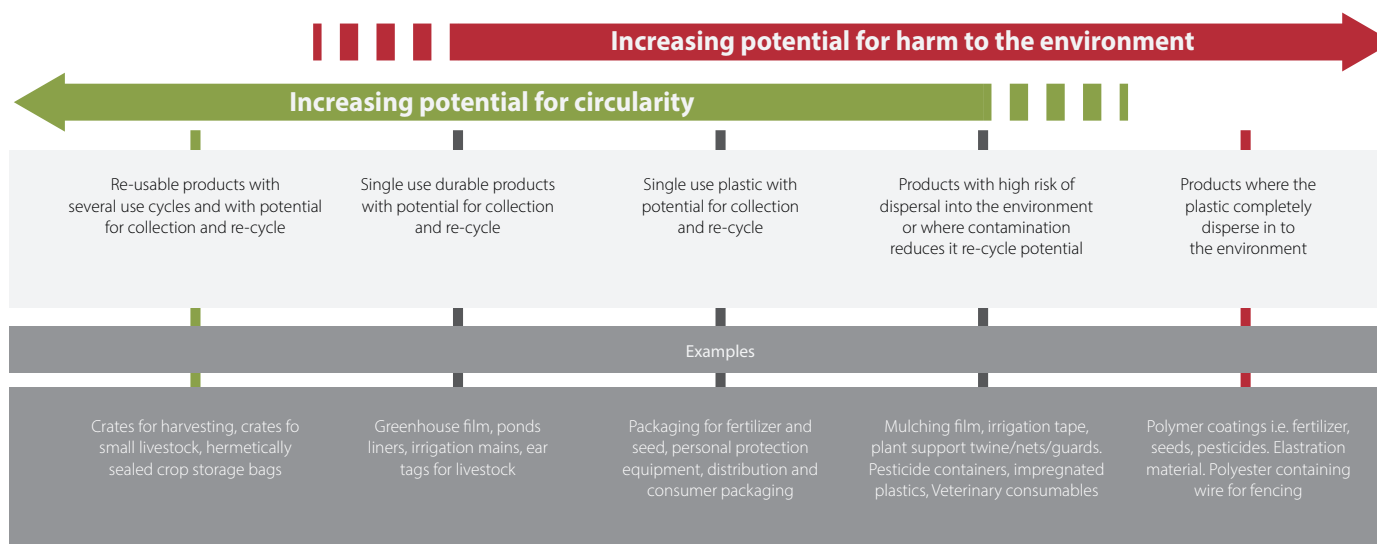 Increasing potential for harm to the environment
Increasing potential for circularity
Re-usable products with
several use cycles and with potential
for collection and re-cycle
Single use durable products
with potential for collection
and re-cycle
Single use plastic with
potential for collection
and re-cycle
Products with high risk of
dispersal into the environment
or where contamination
reduces it re-cycle potential
Products where the
plastic completely
disperse in to
the environment
Examples
Crates for harvesting, crates fo
small livestock, hermetically
sealed crop storage bags
Greenhouse film, ponds
liners, irrigation mains, ear
tags for livestock
Packaging for fertilizer and
seed, personal protection
equipment, distribution and
consumer packaging
Mulching film, irrigation tape,
plant support twine/nets/guards.
Pesticide containers, impregnated
plastics, Veterinary consumables
Polymer coatings i.e. fertilizer,
seeds, pesticides. Elastration
material. Polyester containing
wire for fencing